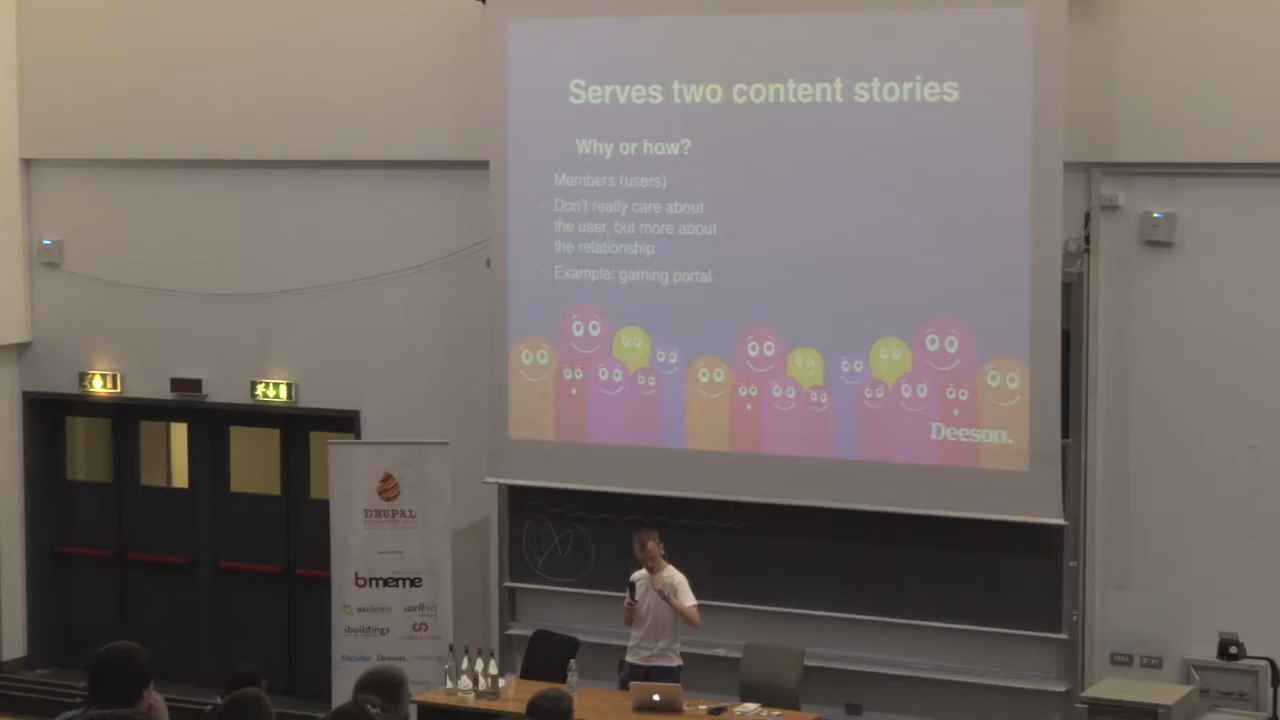 Serves two content stories
Why or how?
Members (users)
Don't really care about
the user, but more about
the relationship
Example: gaming portal
Deeson.
DRUPAL
bmeme
wellnet
ibuildings
Deeson.